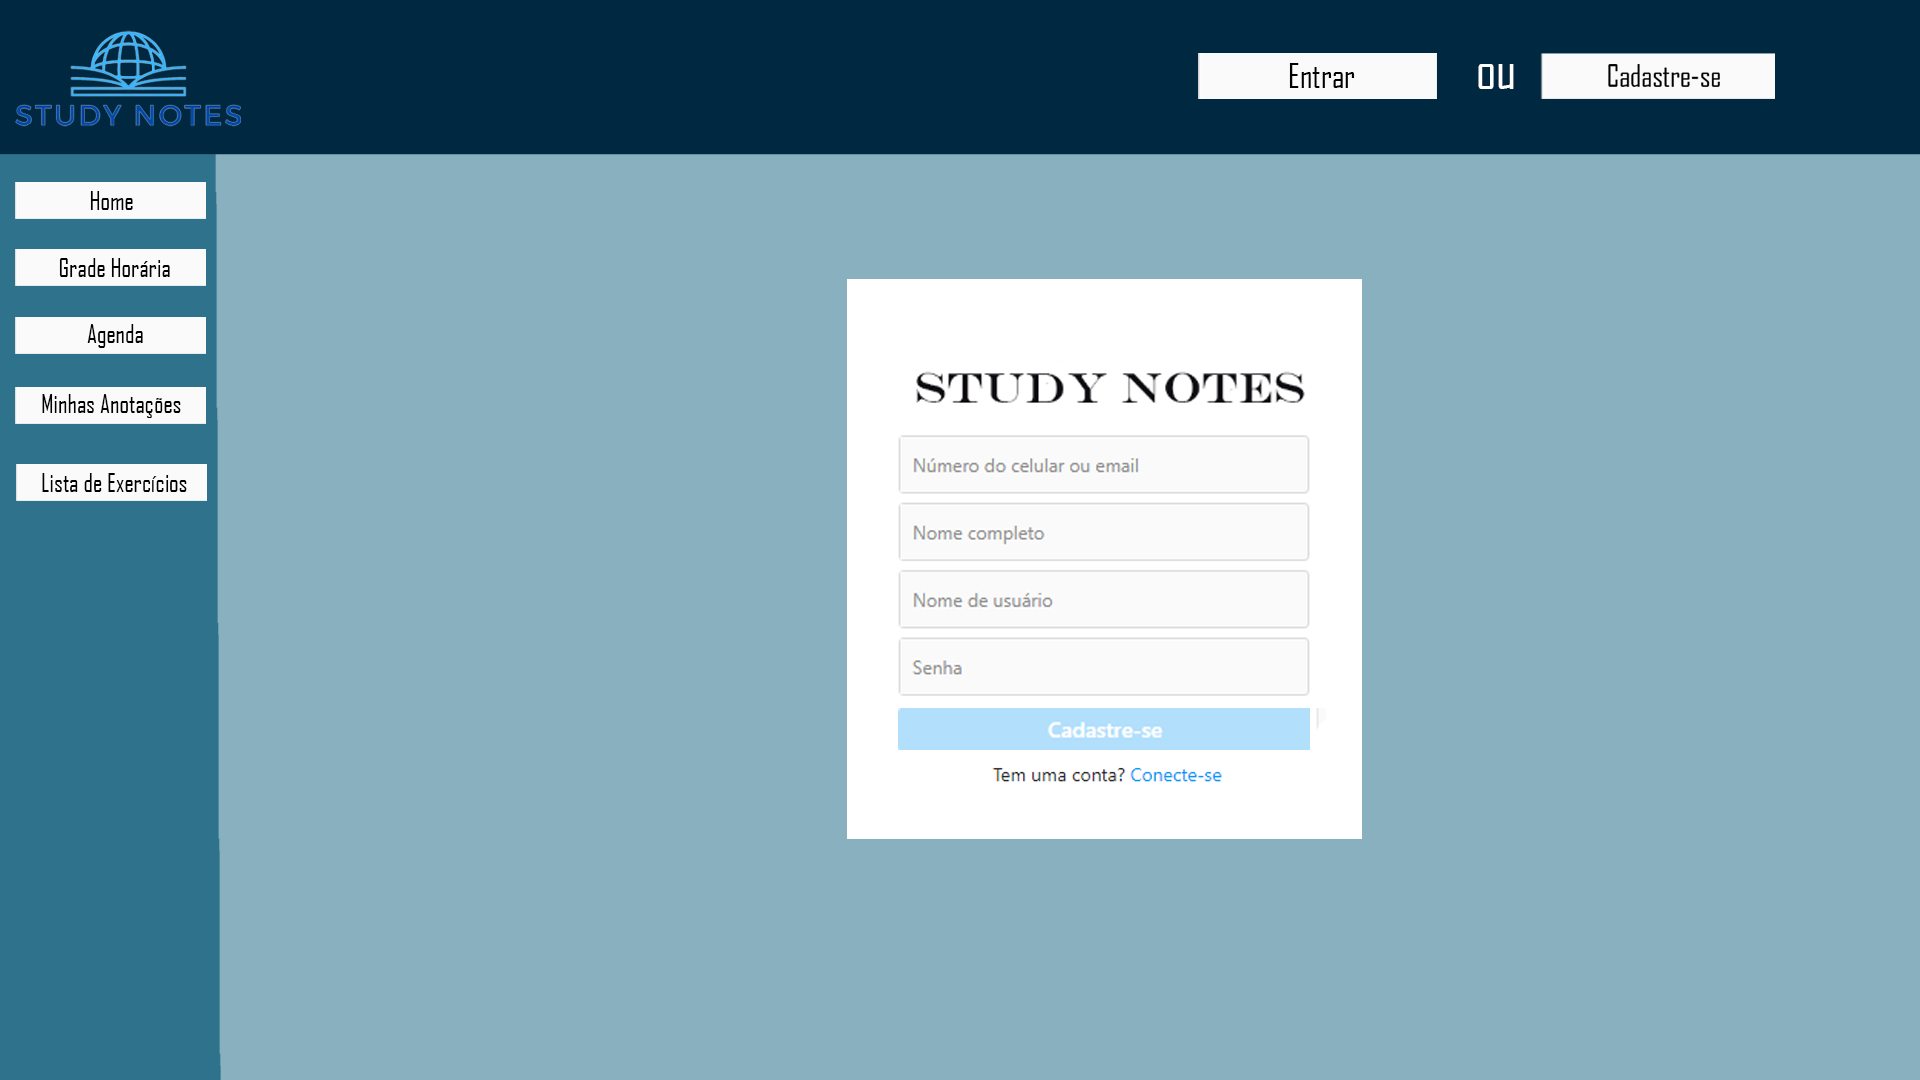 STUDY NOTES
Entrar
ou
Cadastre-se
Home
Grade Horária
Agenda
Minhas Anotações
Lista de Exercícios
STUDY NOTES
Número do celular ou email
Nome completo
Nome de usuário
Senha
Cadastre-se
Tem uma conta? Conecte-se